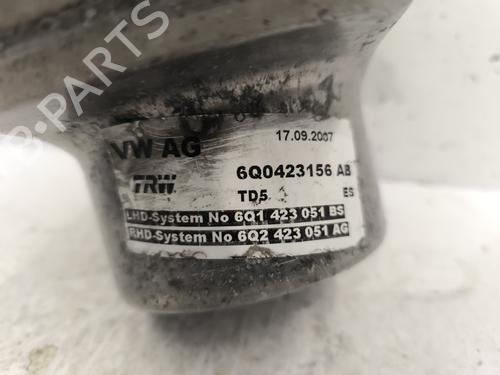 VW AG
17.09.2007
TRW
6Q0423156 AB
TD5 ES
LHD-System No 6Q1 423 051 BS
RHD-System No 6Q2 423 051 AG
B-PARTS